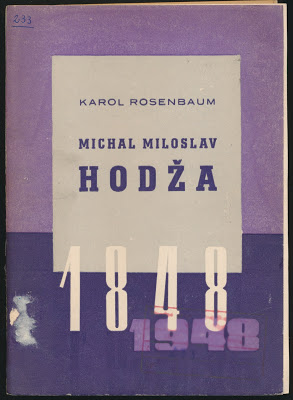 233
KAROL ROSENBAUM
MICHAL MILOSLAV
HODŽA
1848
1948